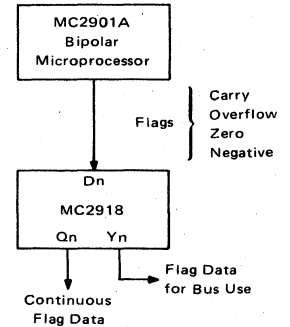 MC2901A
Bipolar
Microprocessor
Flags
Carry
Overflow
Zero
Negative
Dn
MC2918
Qn Yn
Flag Data
for Bus Use
Continuous
Flag Data